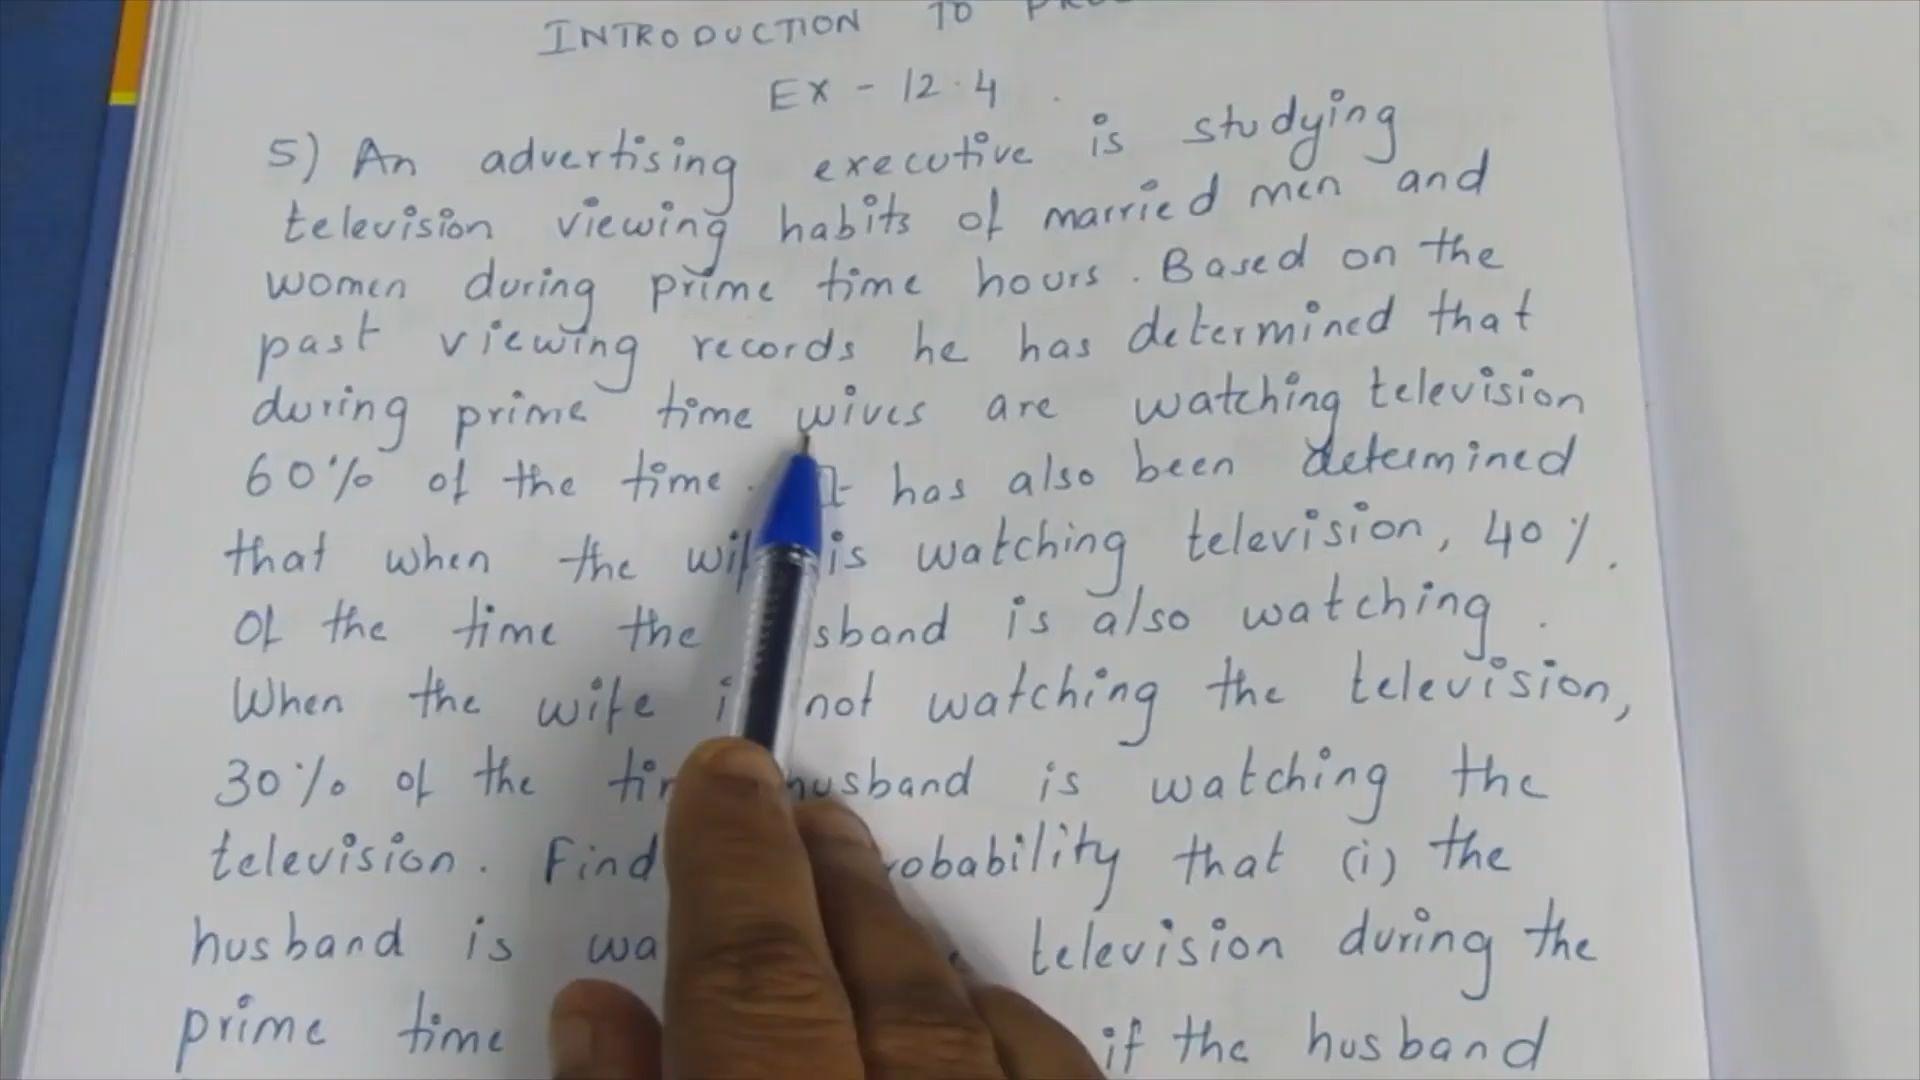 INTRODUCTION TO
EX - 12.4
5) An advertising executive is studying
television viewing habits of married men and
women during prime time hours. Based on the
past viewing records he has determined that
during prime time wives are watching television
60% of the time. It has also been determined
that when the is watching television, 40%.
Of the time the is also watching.
When the wife not watching the television,
30% of the husband is watching the
television. Find that (i) the
husband is television during the
prime time if the husband